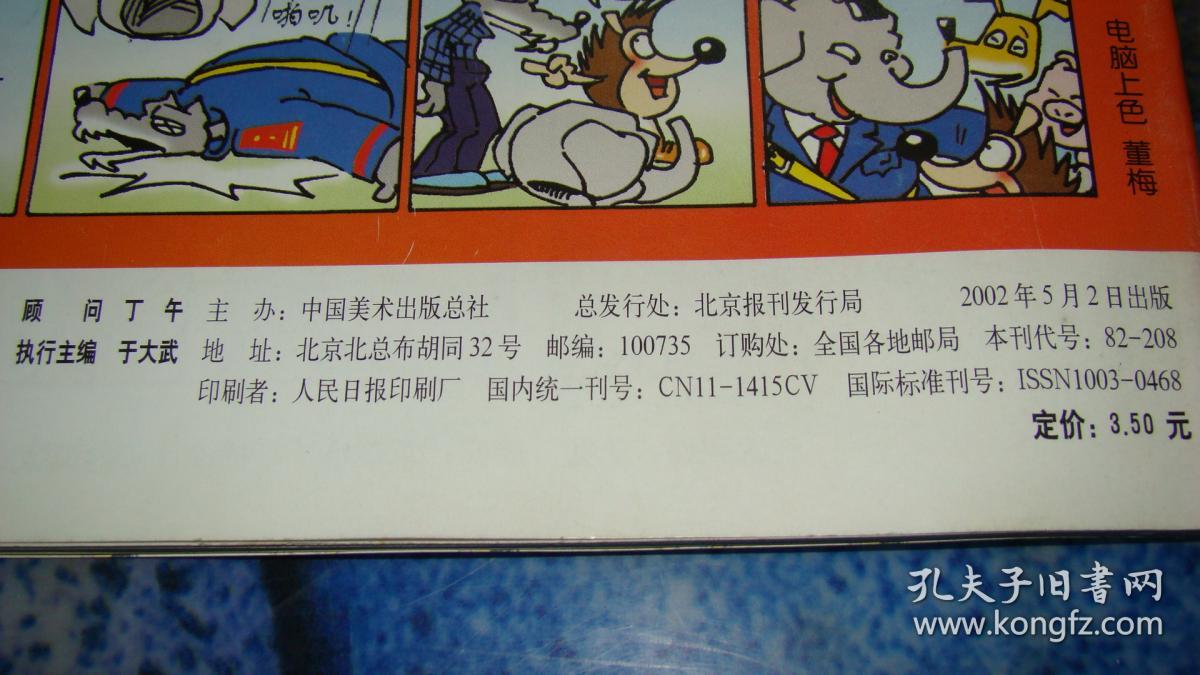 啪叽!
电脑上色 董梅
顾 问 丁 午 主 办: 中国美术出版总社 总发行处: 北京报刊发行局 2002年5月2日出版
执行主编 于大武 地 址: 北京北总布胡同32号 邮编: 100735 订购处: 全国各地邮局 本刊代号: 82-208
印刷者: 人民日报印刷厂 国内统一刊号: CN11-1415CV 国际标准刊号: ISSN1003-0468
定价: 3.50 元
孔夫子旧书网
www.kongfz.com